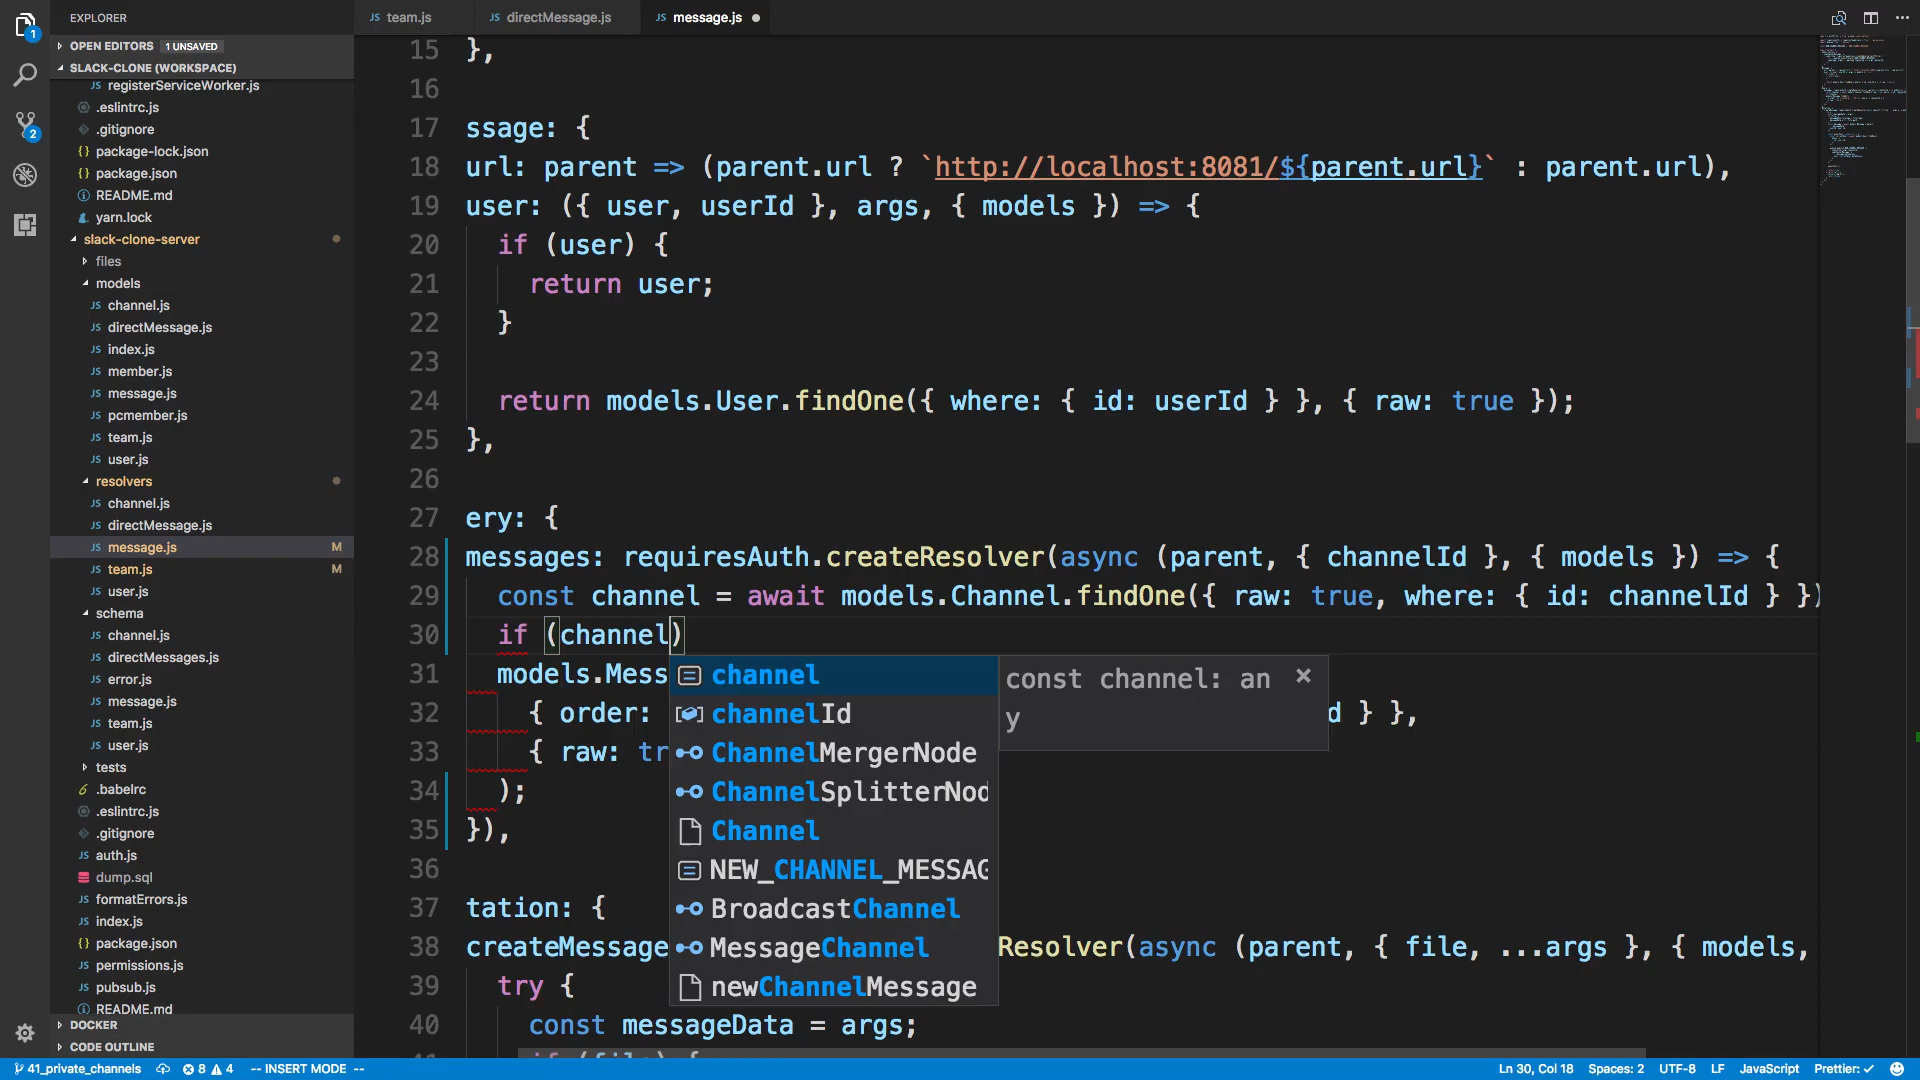 EXPLORER
team.js
directMessage.js
message.js
1
OPEN EDITORS 1 UNSAVED
SLACK-CLONE (WORKSPACE)
registerServiceWorker.js
.eslintrc.js
.gitignore
2
package-lock.json
package.json
README.md
yarn.lock
slack-clone-server
files
models
channel.js
directMessage.js
index.js
member.js
message.js
pcmember.js
team.js
user.js
resolvers
channel.js
directMessage.js
message.js M
team.js M
user.js
schema
channel.js
directMessages.js
error.js
message.js
team.js
user.js
tests
.babelrc
.eslintrc.js
.gitignore
auth.js
dump.sql
formatErrors.js
index.js
package.json
permissions.js
pubsub.js
README.md
DOCKER
CODE OUTLINE
15 },
16
17 ssage: {
18 url: parent => (parent.url ? `http://localhost:8081/${parent.url}` : parent.url),
19 user: ({ user, userId }, args, { models }) => {
20 if (user) {
21 return user;
22 }
23
24 return models.User.findOne({ where: { id: userId } }, { raw: true });
25 },
26
27 ery: {
28 messages: requiresAuth.createResolver(async (parent, { channelId }, { models }) => {
29 const channel = await models.Channel.findOne({ raw: true, where: { id: channelId } })
30 if (channel)
31 models.Mess
32 { order: d } },
33 { raw: tr
34 );
35 }),
36
37 tation: {
38 createMessage Resolver(async (parent, { file, ...args }, { models,
39 try {
40 const messageData = args;
channel
channelId
ChannelMergerNode
ChannelSplitterNod
Channel
NEW_CHANNEL_MESSAG
BroadcastChannel
MessageChannel
newChannelMessage
const channel: an
y
41_private_channels 8 4 -- INSERT MODE -- Ln 30, Col 18 Spaces: 2 UTF-8 LF JavaScript Prettier: ✓